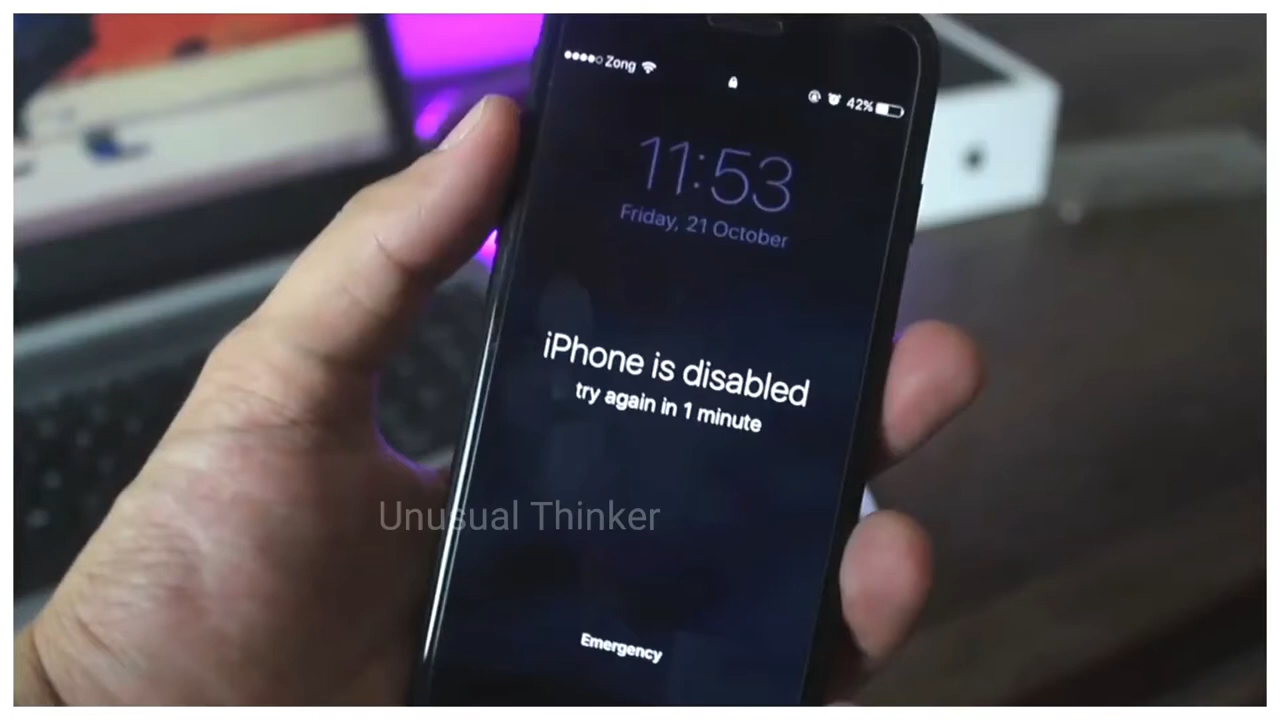 Zong
42%
11:53
Friday, 21 October
iPhone is disabled
try again in 1 minute
Unusual Thinker
Emergency